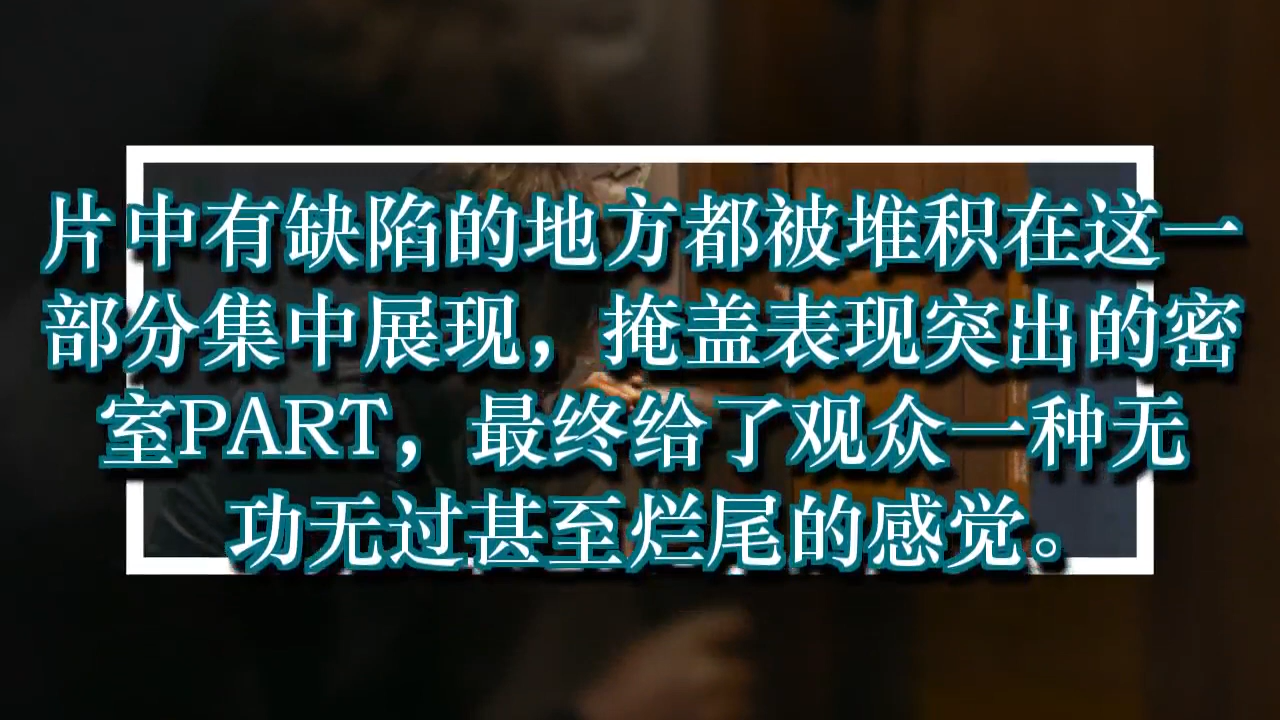 片中有缺陷的地方都被堆积在这一
部分集中展现，掩盖表现突出的密
室PART，最终给了观众一种无
功无过甚至烂尾的感觉。